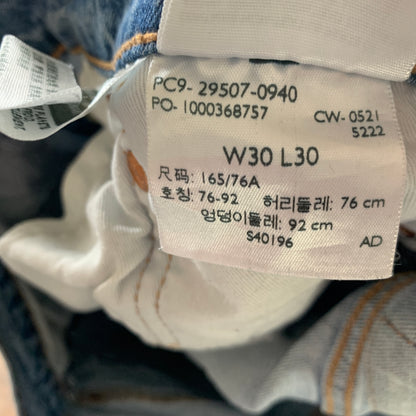 PC9- 29507-0940
PO- 1000368757 CW- 0521
5222
W30 L30
尺码: 165/76A
호칭: 76-92 허리둘레: 76 cm
엉덩이둘레: 92 cm
S40196
AD